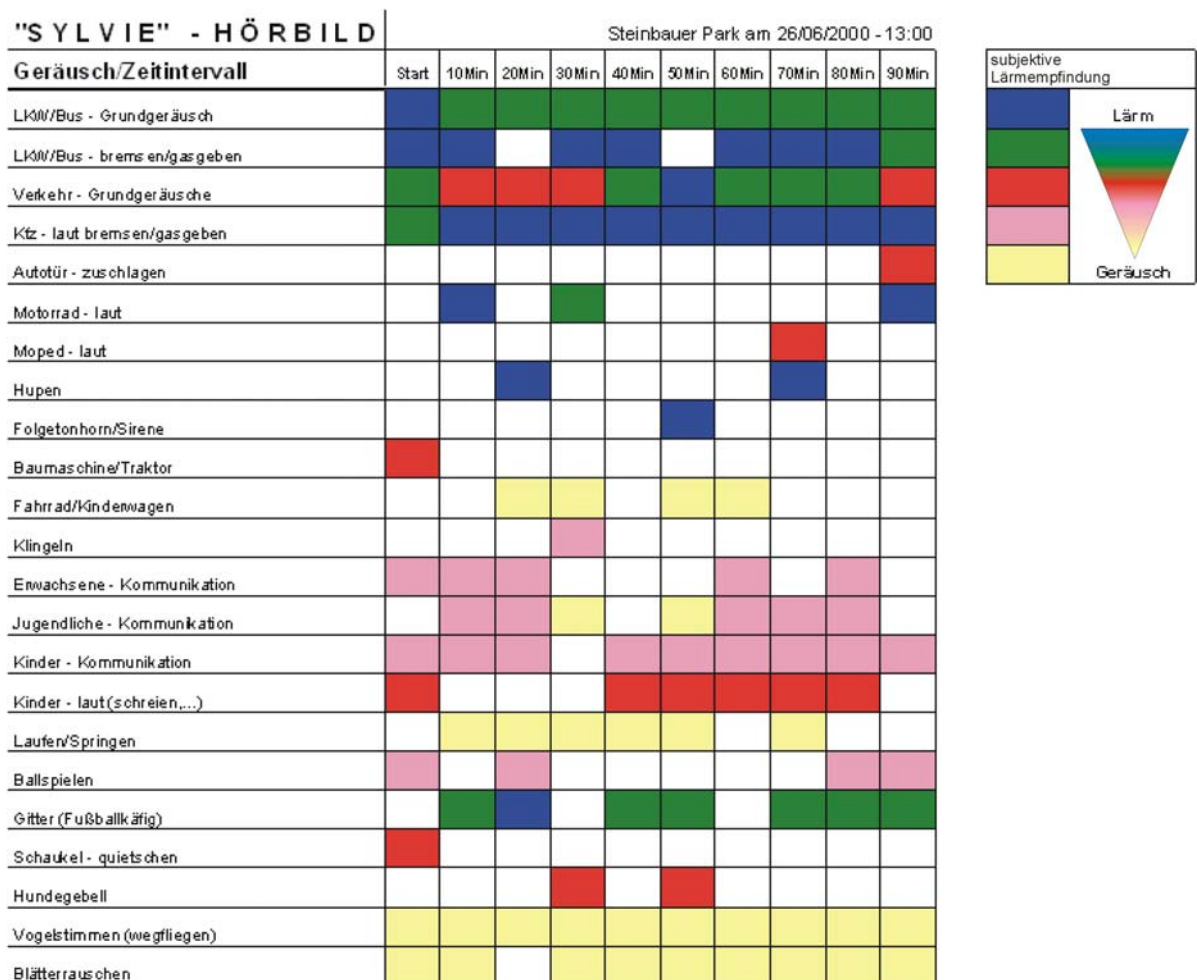 "SYLVIE" - HÖRBILD
Steinbauer Park am 26/06/2000 - 13:00
Geräusch/Zeitintervall Start 10Min 20Min 30Min 40Min 50Min 60Min 70Min 80Min 90Min
LKW/Bus - Grundgeräusch
LKW/Bus - bremsen/gasgeben
Verkehr - Grundgeräusche
Kfz - laut bremsen/gasgeben
Autotür - zuschlagen
Motorrad - laut
Moped - laut
Hupen
Folgetonhorn/Sirene
Baumaschine/Traktor
Fahrrad/Kinderwagen
Klingeln
Erwachsene - Kommunikation
Jugendliche - Kommunikation
Kinder - Kommunikation
Kinder - laut (schreien,...)
Laufen/Springen
Ballspielen
Gitter (Fußballkäfig)
Schaukel - quietschen
Hundegebell
Vogelstimmen (wegfliegen)
Blätterrauschen
subjektive
Lärmempfindung
Lärm
Geräusch